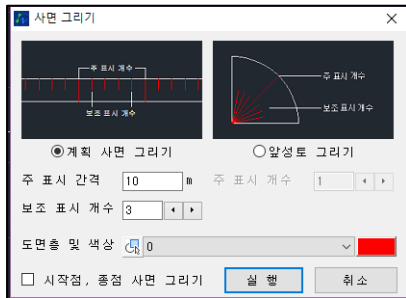 사면 그리기
주 표시 개수
보조 표시 개수
주 표시 개수
보조 표시 개수
계획 사면 그리기
앞성토 그리기
주 표시 간격 10 m 주 표시 개수 1
보조 표시 개수 3
도면층 및 색상 0
시작점, 종점 사면 그리기 실 행 취소